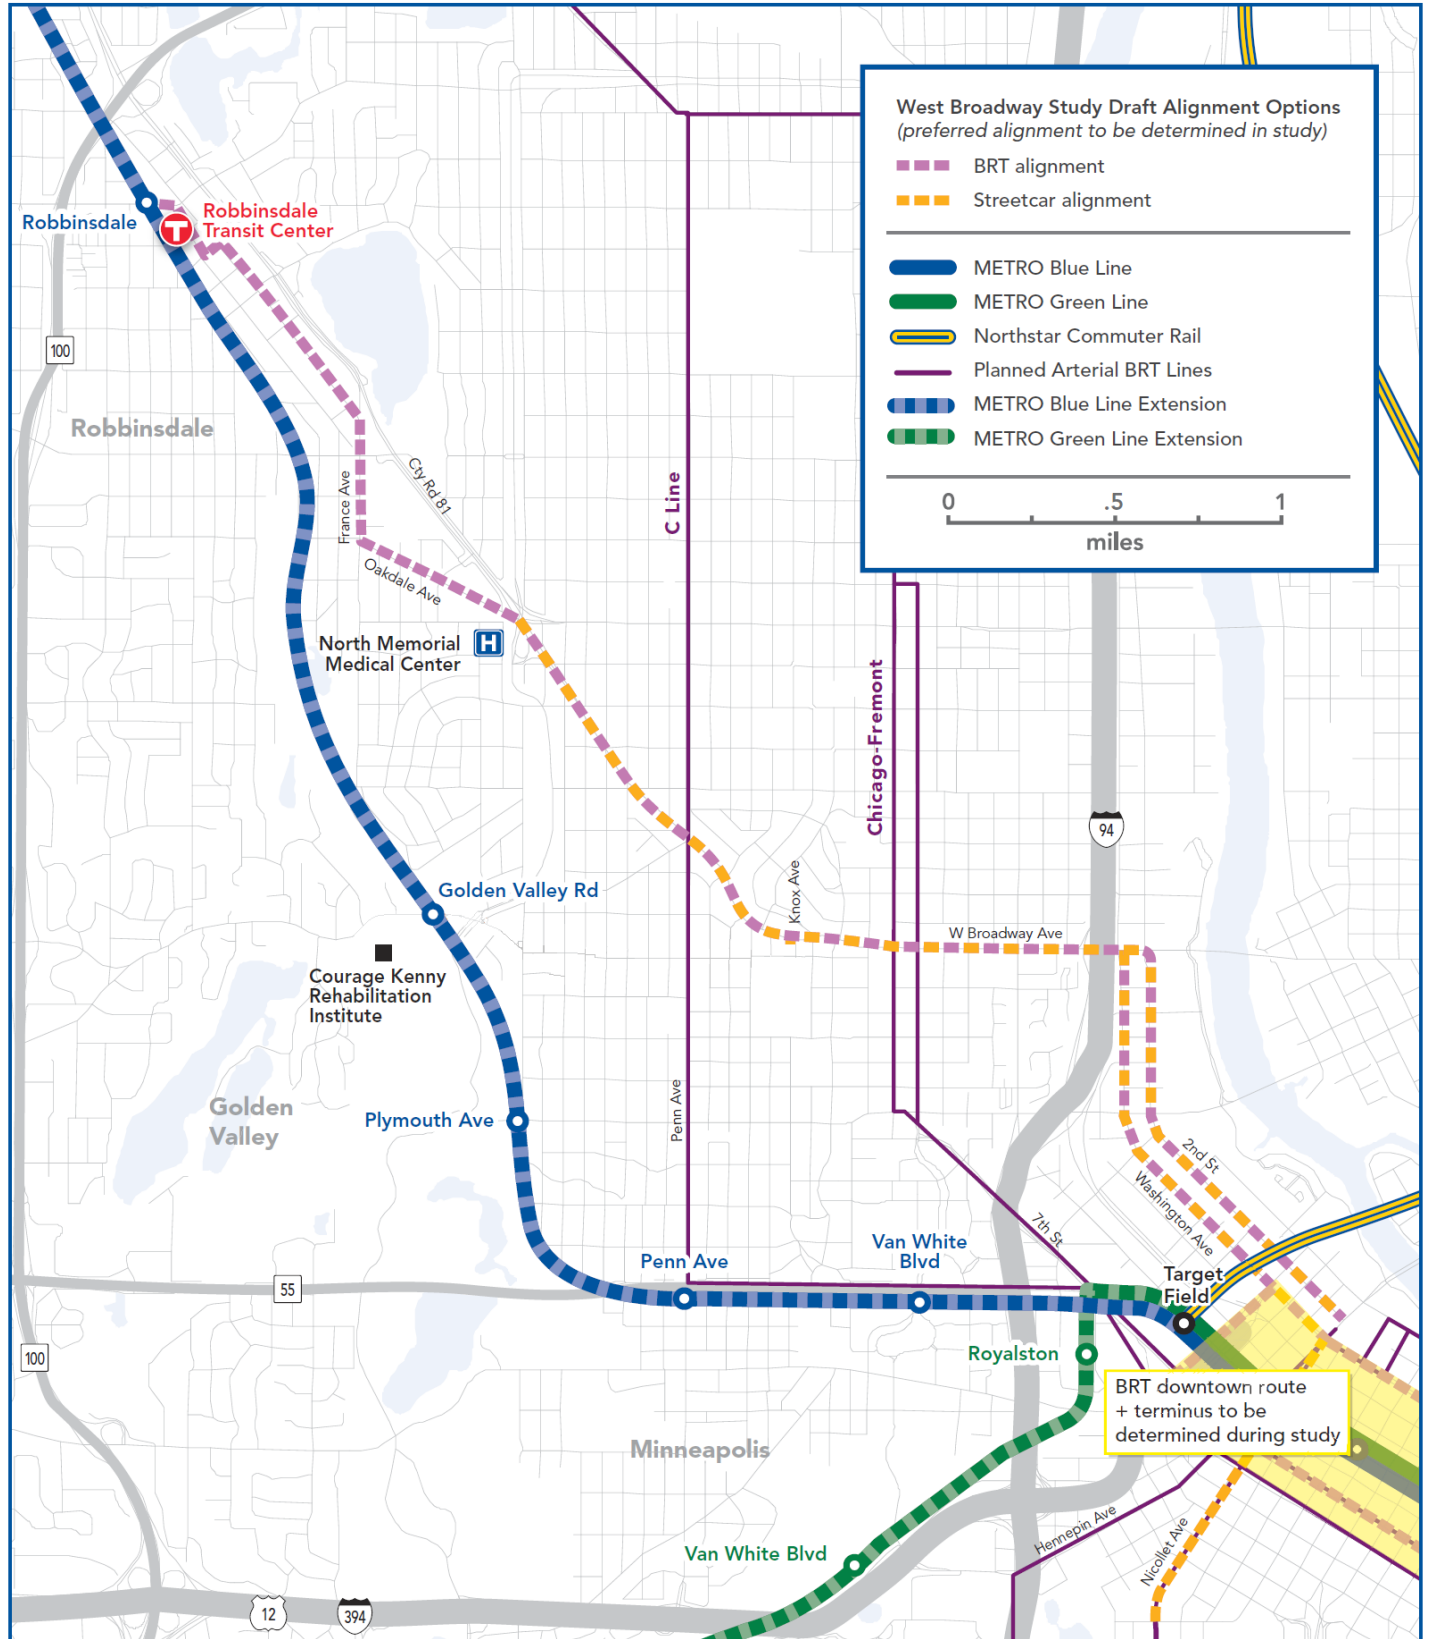 West Broadway Study Draft Alignment Options
(preferred alignment to be determined in study)
BRT alignment
Streetcar alignment
METRO Blue Line
METRO Green Line
Northstar Commuter Rail
Planned Arterial BRT Lines
METRO Blue Line Extension
METRO Green Line Extension
0 .5 1
miles
Robbinsdale
T
Robbinsdale
Transit Center
100
Robbinsdale
France Ave
Cty Rd 81
Oakdale Ave
C Line
North Memorial
Medical Center
H
Chicago-Fremont
94
Golden Valley Rd
Knox Ave
W Broadway Ave
Courage Kenny
Rehabilitation
Institute
Golden
Valley
Plymouth Ave
Penn Ave
2nd St
Washington Ave
7th St
Van White
Blvd
Penn Ave
Target
Field
55
100
Royalston
BRT downtown route
+ terminus to be
determined during study
Minneapolis
Hennepin Ave
Nicollet Ave
Van White Blvd
12
394